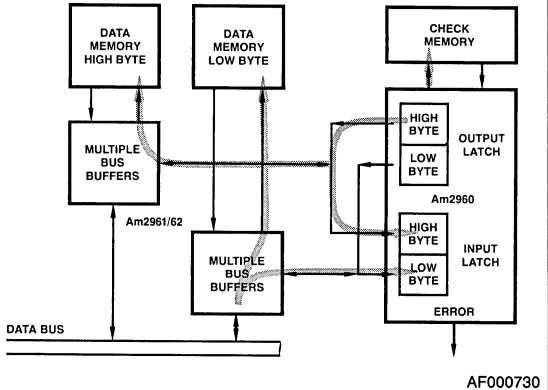 DATA
MEMORY
HIGH BYTE
DATA
MEMORY
LOW BYTE
CHECK
MEMORY
MULTIPLE
BUS
BUFFERS
HIGH
BYTE
LOW
BYTE
OUTPUT
LATCH
Am2960
Am2961/62
HIGH
BYTE
LOW
BYTE
INPUT
LATCH
MULTIPLE
BUS
BUFFERS
ERROR
DATA BUS
AF000730